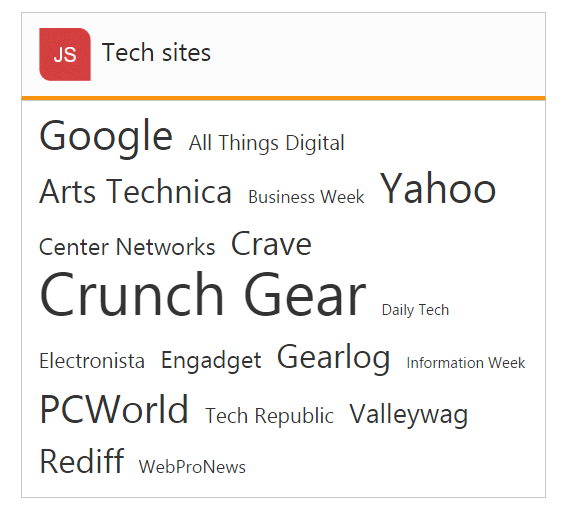 JS Tech sites
Google All Things Digital
Arts Technica Business Week Yahoo
Center Networks Crave
Crunch Gear Daily Tech
Electronista Engadget Gearlog Information Week
PCWorld Tech Republic Valleywag
Rediff WebProNews